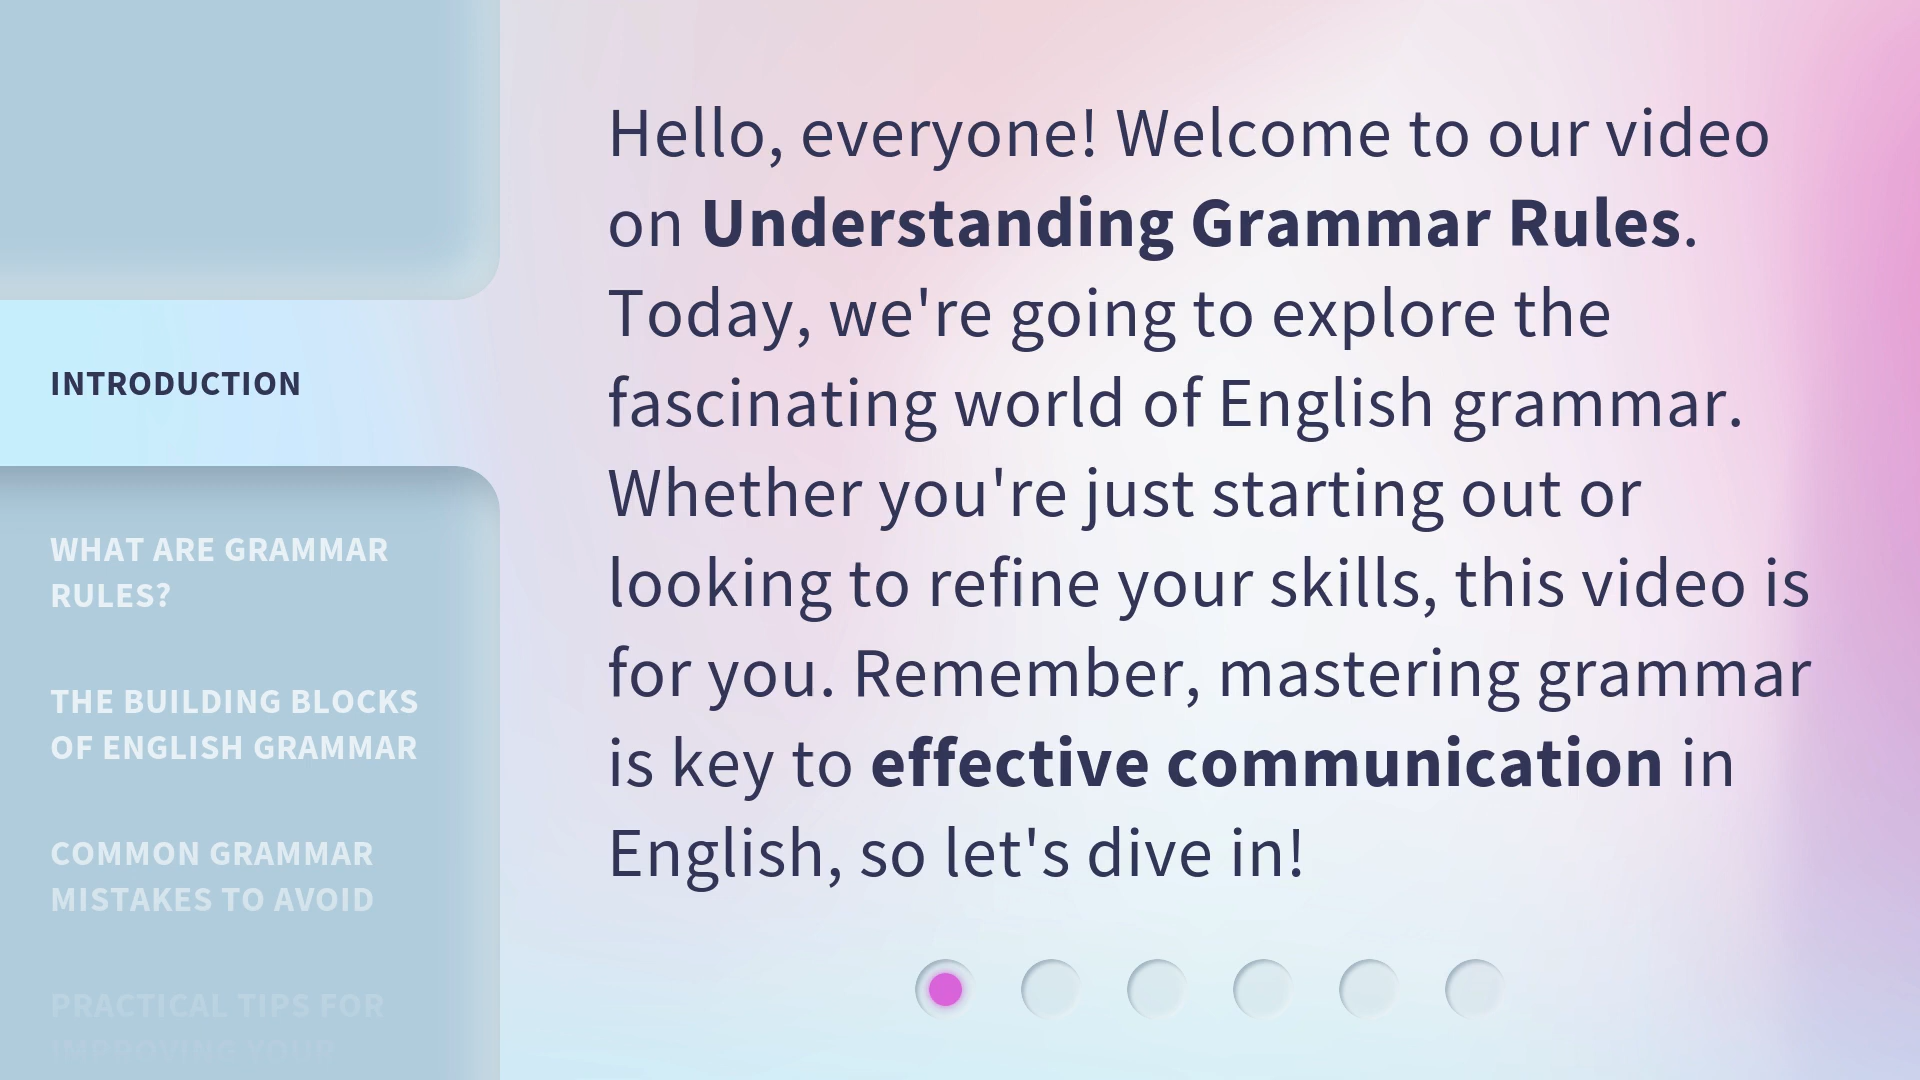 INTRODUCTION
WHAT ARE GRAMMAR
RULES?
THE BUILDING BLOCKS
OF ENGLISH GRAMMAR
COMMON GRAMMAR
MISTAKES TO AVOID
PRACTICAL TIPS FOR
IMPROVING YOUR
Hello, everyone! Welcome to our video
on Understanding Grammar Rules.
Today, we're going to explore the
fascinating world of English grammar.
Whether you're just starting out or
looking to refine your skills, this video is
for you. Remember, mastering grammar
is key to effective communication in
English, so let's dive in!